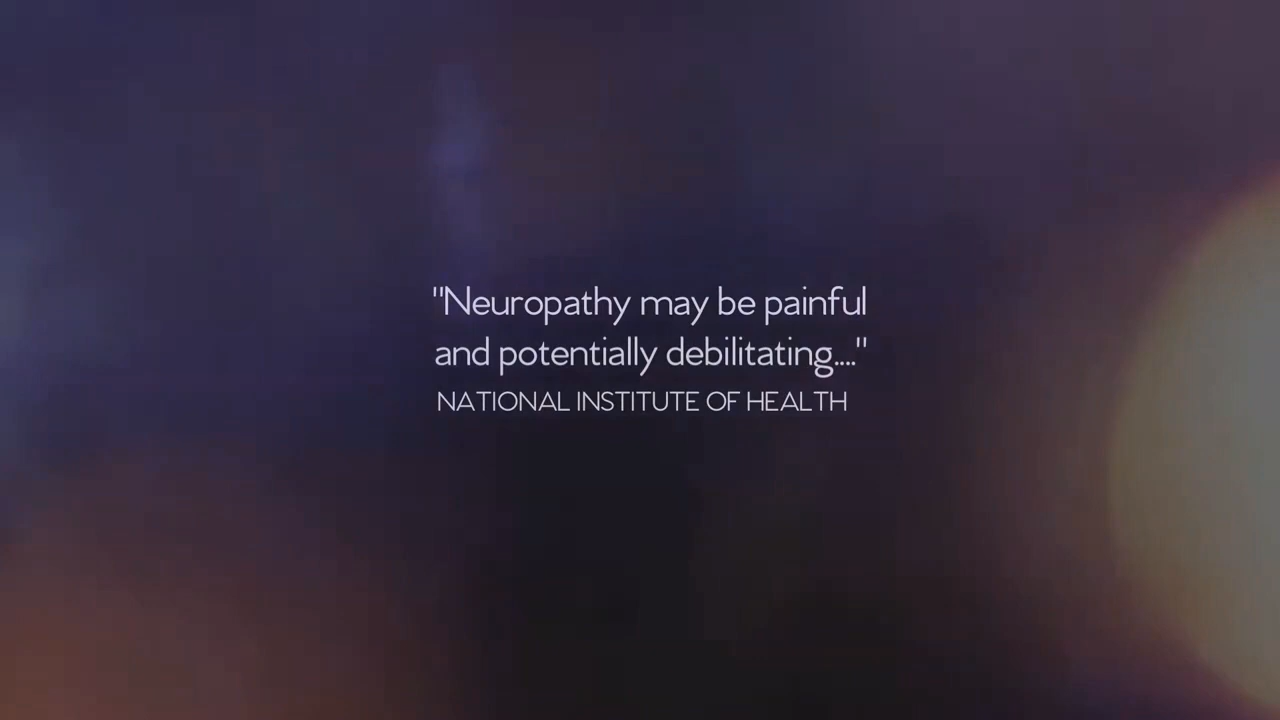 "Neuropathy may be painful
and potentially debilitating...."
NATIONAL INSTITUTE OF HEALTH